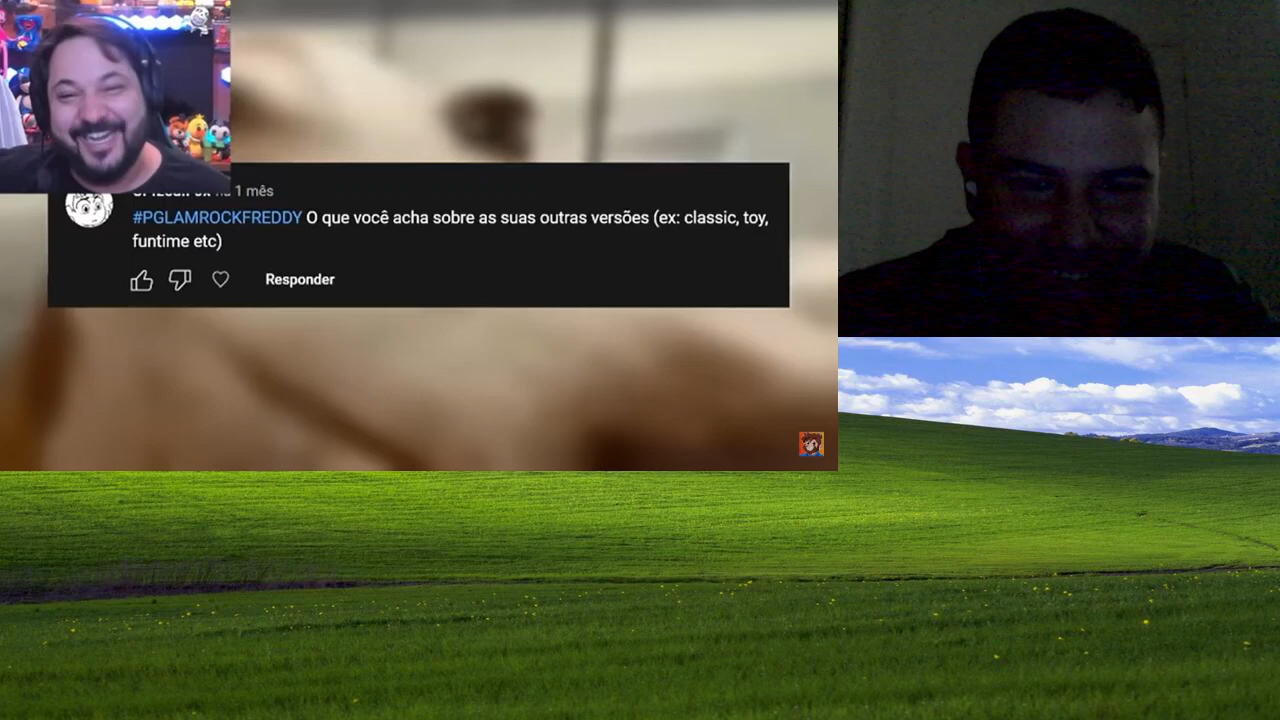 há 1 mês
#PGLAMROCKFREDDY O que você acha sobre as suas outras versões (ex: classic, toy,
funtime etc)
Responder